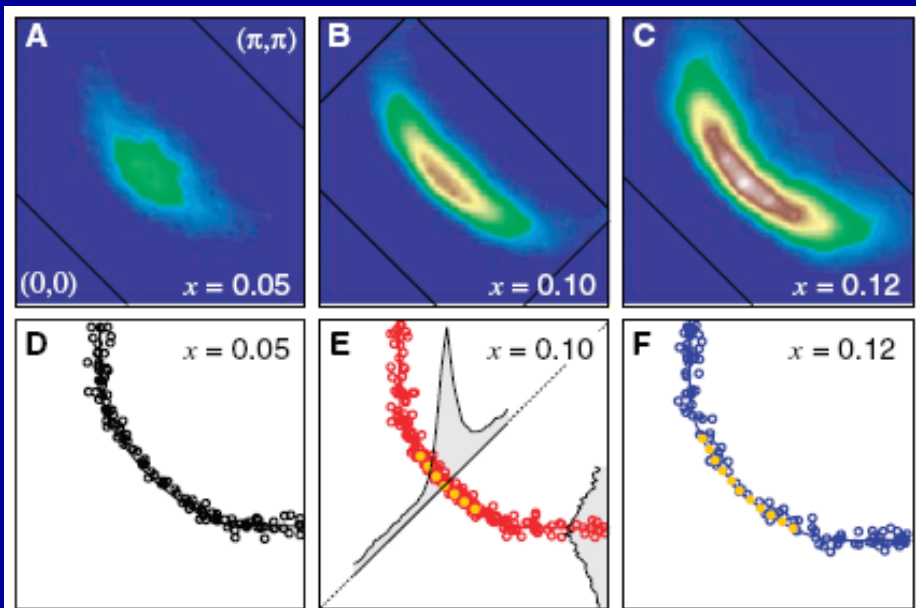 A (π,π) B C
(0,0) x = 0.05 x = 0.10 x = 0.12
D x = 0.05 E x = 0.10 F x = 0.12